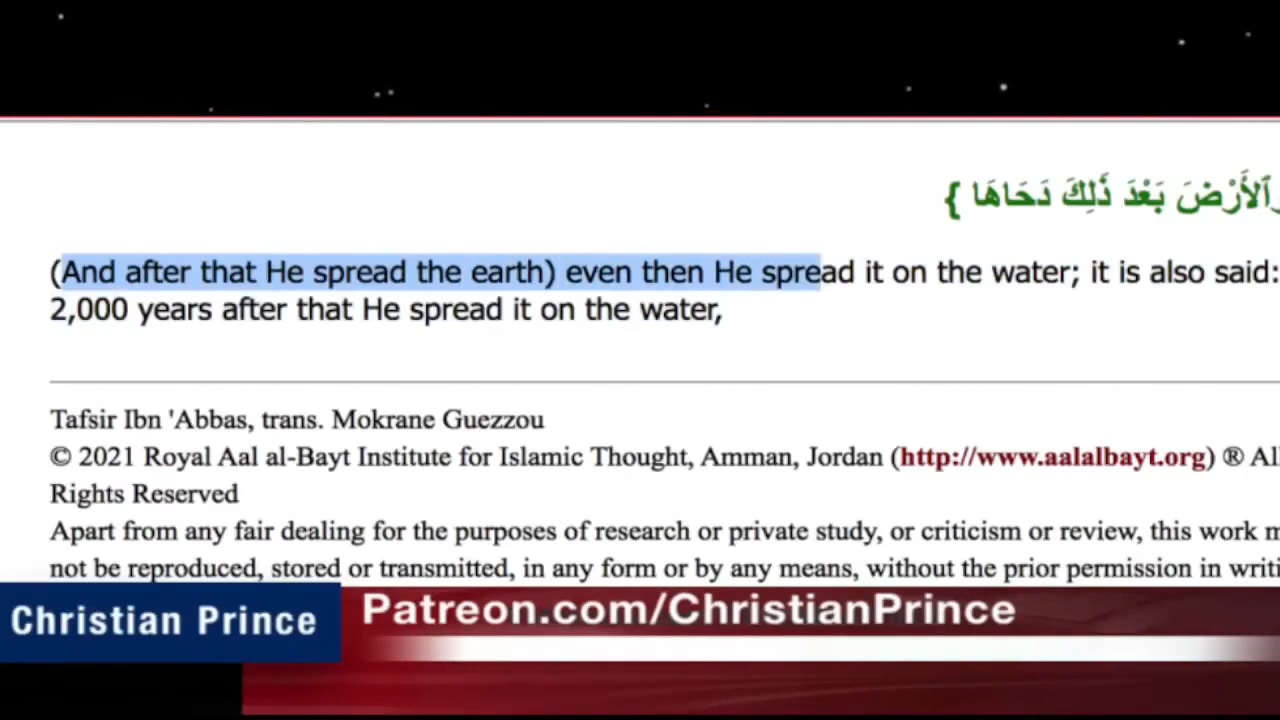 وَٱلأَرْضَ بَعْدَ ذَلِكَ دَحَاهَا }
(And after that He spread the earth) even then He spread it on the water; it is also said:
2,000 years after that He spread it on the water,
Tafsir Ibn 'Abbas, trans. Mokrane Guezzou
© 2021 Royal Aal al-Bayt Institute for Islamic Thought, Amman, Jordan (http://www.aalalbayt.org) ® All
Rights Reserved
Apart from any fair dealing for the purposes of research or private study, or criticism or review, this work m
not be reproduced, stored or transmitted, in any form or by any means, without the prior permission in writi
Christian Prince
Patreon.com/ChristianPrince